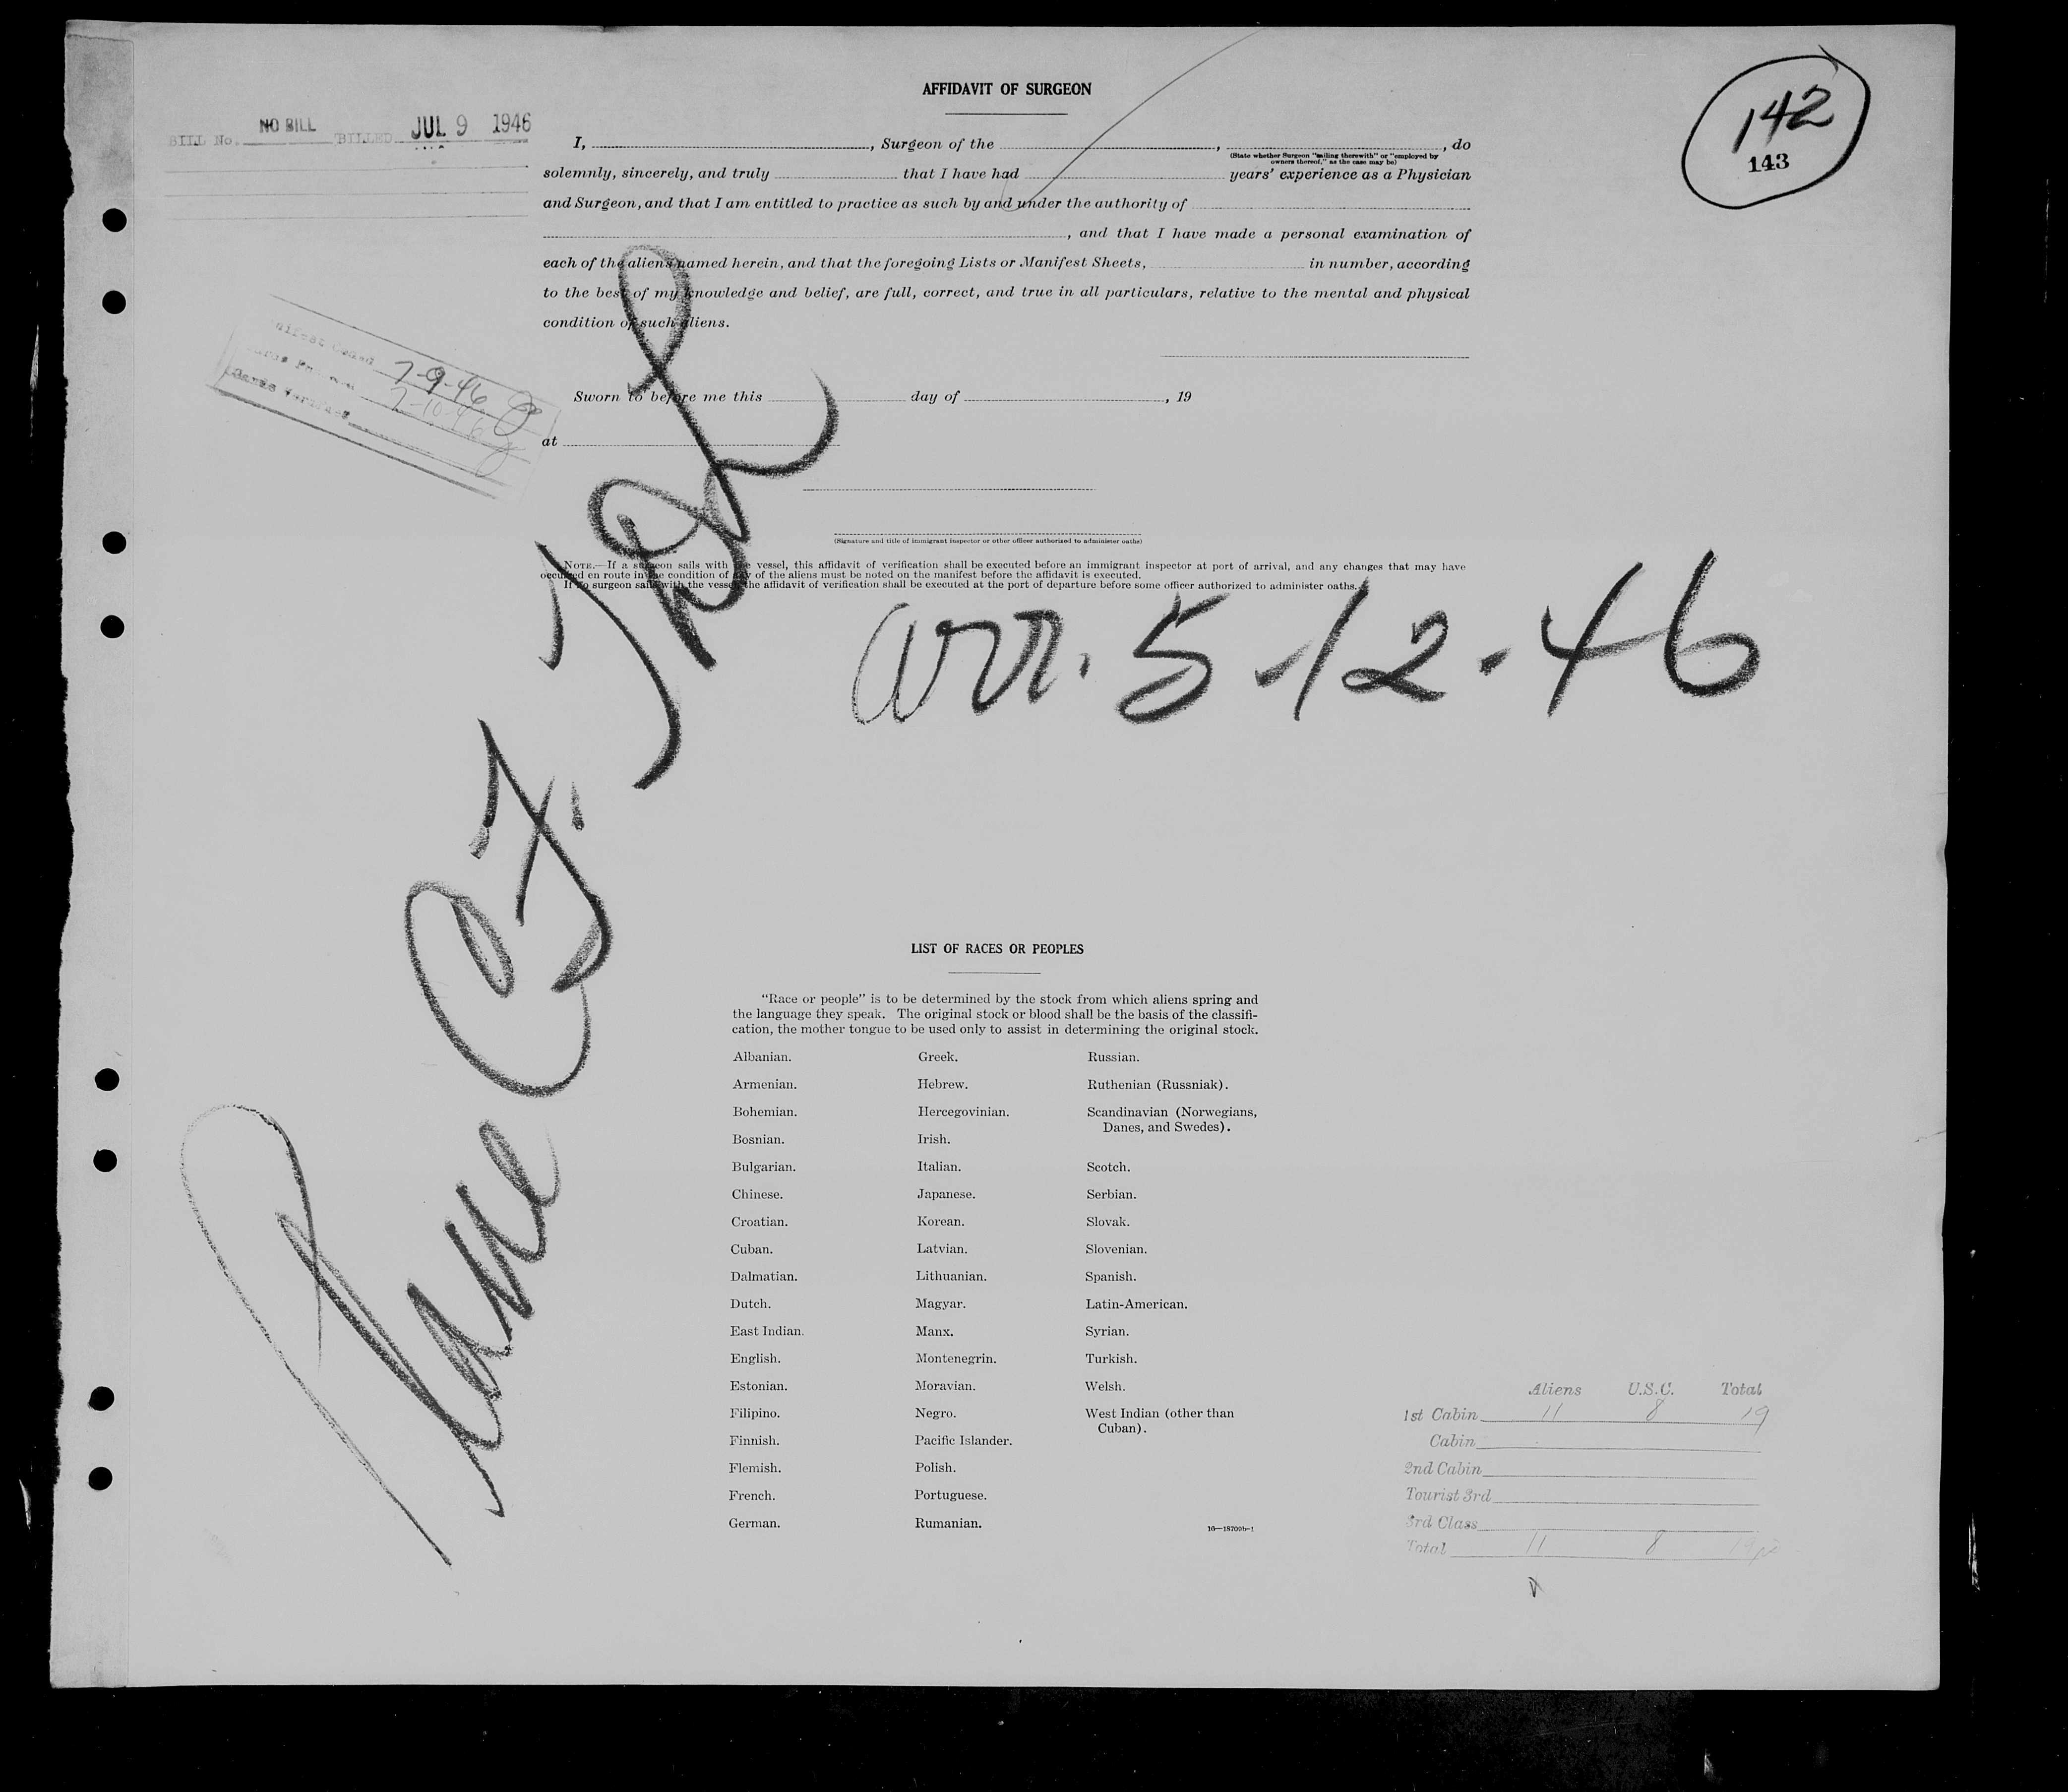 AFFIDAVIT OF SURGEON
142
143
BILL No. NO BILL BILLED JUL 9 1946
I, , Surgeon of the , , do
(State whether Surgeon "sailing therewith" or "employed by
owners thereof," as the case may be)
solemnly, sincerely, and truly that I have had years' experience as a Physician
and Surgeon, and that I am entitled to practice as such by and under the authority of
, and that I have made a personal examination of
each of the aliens named herein, and that the foregoing Lists or Manifest Sheets, in number, according
to the best of my knowledge and belief, are full, correct, and true in all particulars, relative to the mental and physical
condition of such aliens.
7-9-46
7-10-46
Sworn to before me this day of , 19
at
(Signature and title of immigrant inspector or other officer authorized to administer oaths)
NOTE.—If a surgeon sails with the vessel, this affidavit of verification shall be executed before an immigrant inspector at port of arrival, and any changes that may have
occurred en route in the condition of any of the aliens must be noted on the manifest before the affidavit is executed.
If no surgeon sails with the vessel, the affidavit of verification shall be executed at the port of departure before some officer authorized to administer oaths.
arr. 5-12-46
Plane
LIST OF RACES OR PEOPLES
"Race or people" is to be determined by the stock from which aliens spring and
the language they speak. The original stock or blood shall be the basis of the classifi-
cation, the mother tongue to be used only to assist in determining the original stock.
Albanian. Greek. Russian.
Armenian. Hebrew. Ruthenian (Russniak).
Bohemian. Hercegovinian. Scandinavian (Norwegians,
Danes, and Swedes).
Bosnian. Irish.
Bulgarian. Italian. Scotch.
Chinese. Japanese. Serbian.
Croatian. Korean. Slovak.
Cuban. Latvian. Slovenian.
Dalmatian. Lithuanian. Spanish.
Dutch. Magyar. Latin-American.
East Indian. Manx. Syrian.
English. Montenegrin. Turkish.
Estonian. Moravian. Welsh.
Filipino. Negro. West Indian (other than
Cuban).
Finnish. Pacific Islander.
Flemish. Polish.
French. Portuguese.
German. Rumanian.
16—18709b-1
Aliens U.S.C. Total
1st Cabin 11 8 19
Cabin
2nd Cabin
Tourist 3rd
3rd Class
Total 11 8 19